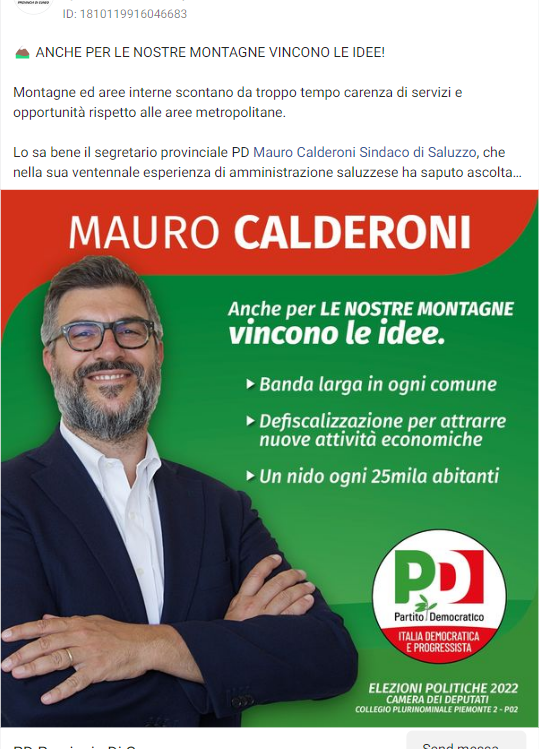 ID: 1810119916046683
ANCHE PER LE NOSTRE MONTAGNE VINCONO LE IDEE!
Montagne ed aree interne scontano da troppo tempo carenza di servizi e
opportunità rispetto alle aree metropolitane.
Lo sa bene il segretario provinciale PD Mauro Calderoni Sindaco di Saluzzo, che
nella sua ventennale esperienza di amministrazione saluzzese ha saputo ascolta...
MAURO CALDERONI
Anche per LE NOSTRE MONTAGNE
vincono le idee.
Banda larga in ogni comune
Defiscalizzazione per attrarre
nuove attività economiche
Un nido ogni 25mila abitanti
PD
Partito Democratico
ITALIA DEMOCRATICA
E PROGRESSISTA
ELEZIONI POLITICHE 2022
CAMERA DEI DEPUTATI
COLLEGIO PLURINOMINALE PIEMONTE 2 - P02